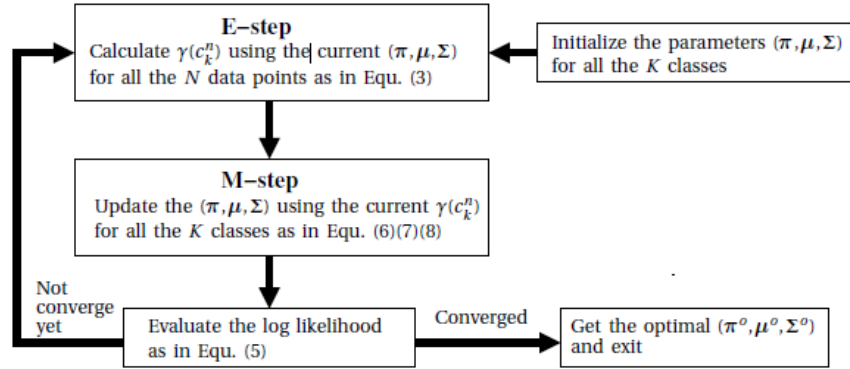 E-step
Calculate γ(c_k^n) using the current (π, μ, Σ)
for all the N data points as in Equ. (3)
Initialize the parameters (π, μ, Σ)
for all the K classes
M-step
Update the (π, μ, Σ) using the current γ(c_k^n)
for all the K classes as in Equ. (6)(7)(8)
Not
converge
yet
Evaluate the log likelihood
as in Equ. (5)
Converged
Get the optimal (π^o, μ^o, Σ^o)
and exit